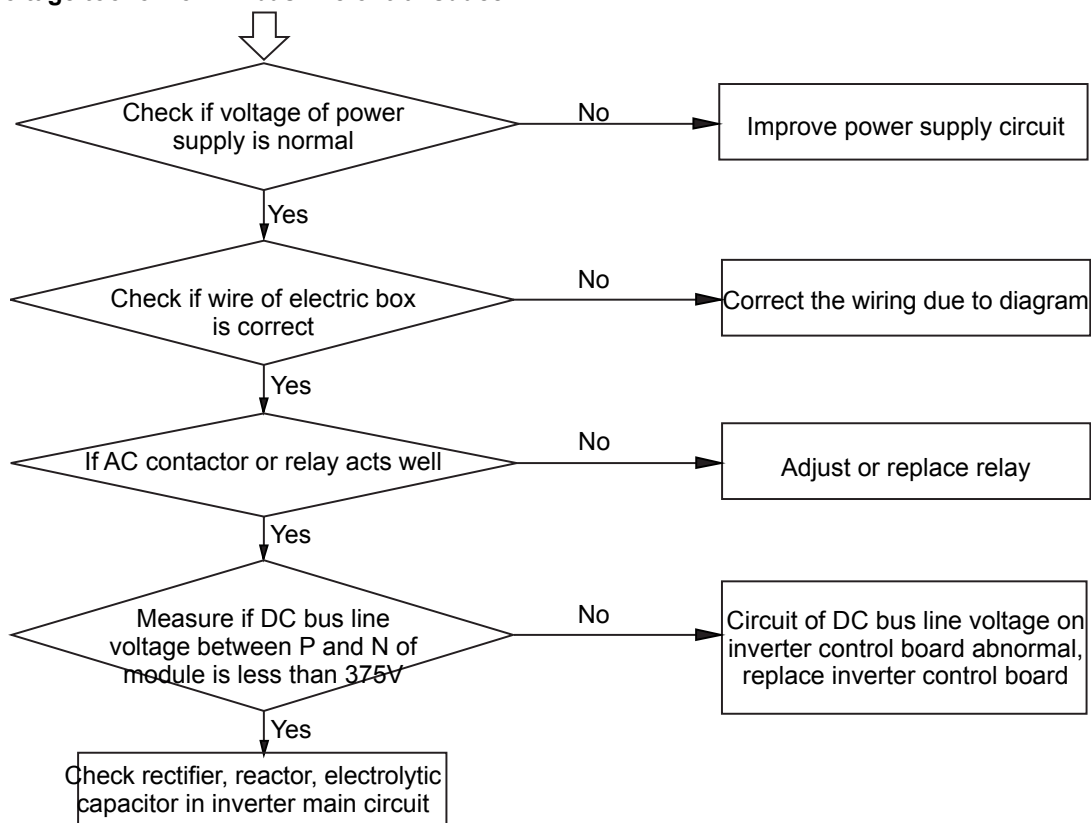 Check if voltage of power
supply is normal
No
Improve power supply circuit
Yes
Check if wire of electric box
is correct
No
Correct the wiring due to diagram
Yes
If AC contactor or relay acts well
No
Adjust or replace relay
Yes
Measure if DC bus line
voltage between P and N of
module is less than 375V
No
Circuit of DC bus line voltage on
inverter control board abnormal,
replace inverter control board
Yes
Check rectifier, reactor, electrolytic
capacitor in inverter main circuit